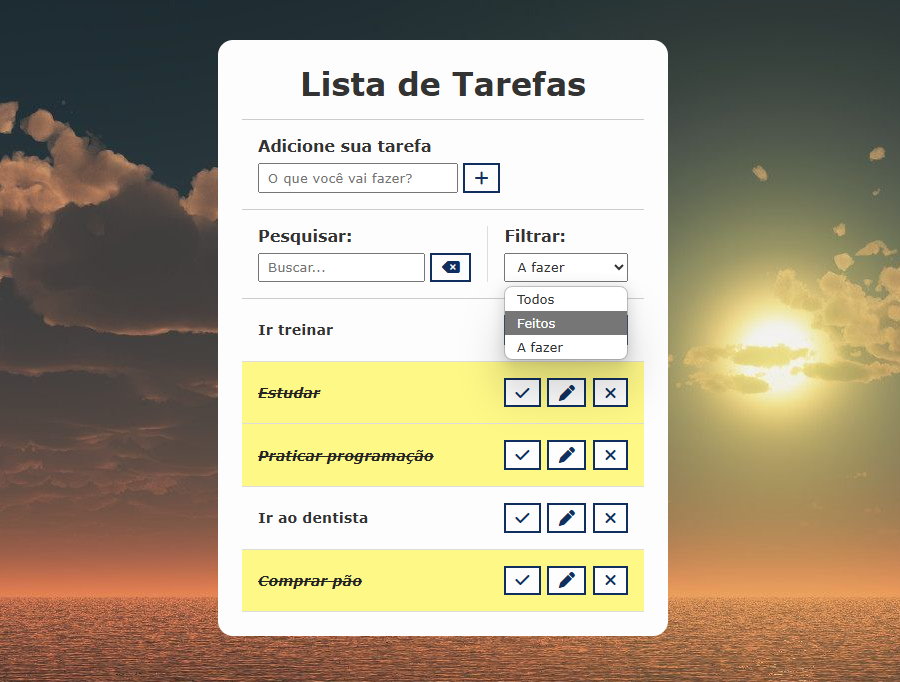 Lista de Tarefas
Adicione sua tarefa
O que você vai fazer?
Pesquisar:
Buscar...
Filtrar:
A fazer
Todos
Feitos
A fazer
Ir treinar
Estudar
Praticar programação
Ir ao dentista
Comprar pão